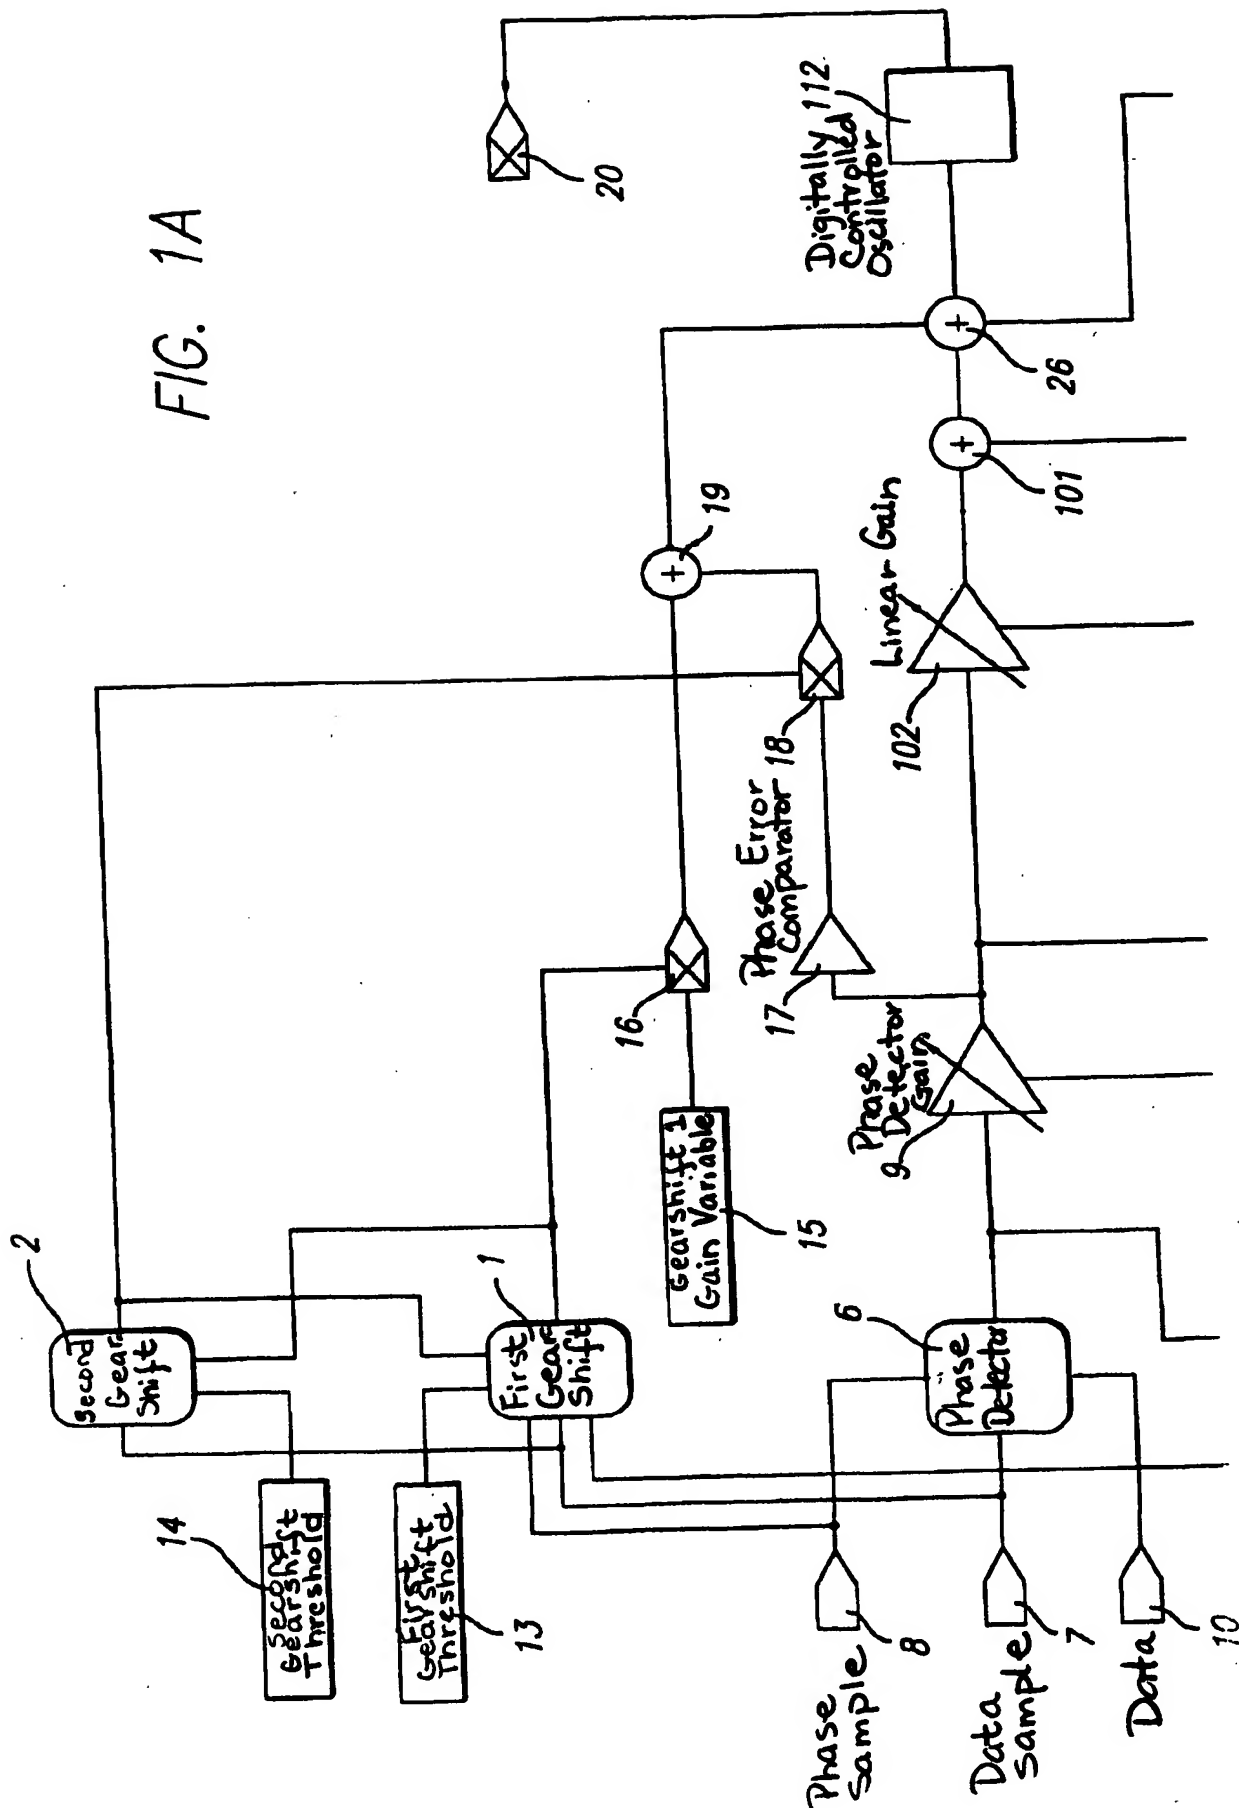 FIG. 1A
2
Second
Gear
Shift
14
Second
Gearshift
Threshold
First
Gearshift
Threshold
13
1
First
Gear
Shift
Gearshift 1
Gain Variable
15
16
Phase Error
Comparator
17
18
19
20
Digitally
Controlled
Oscillator
112
26
101
Linear Gain
102
Phase
Detector
Gain
9
6
Phase
Detector
Phase
Sample
8
Data
Sample
7
Data
10
+
+
+